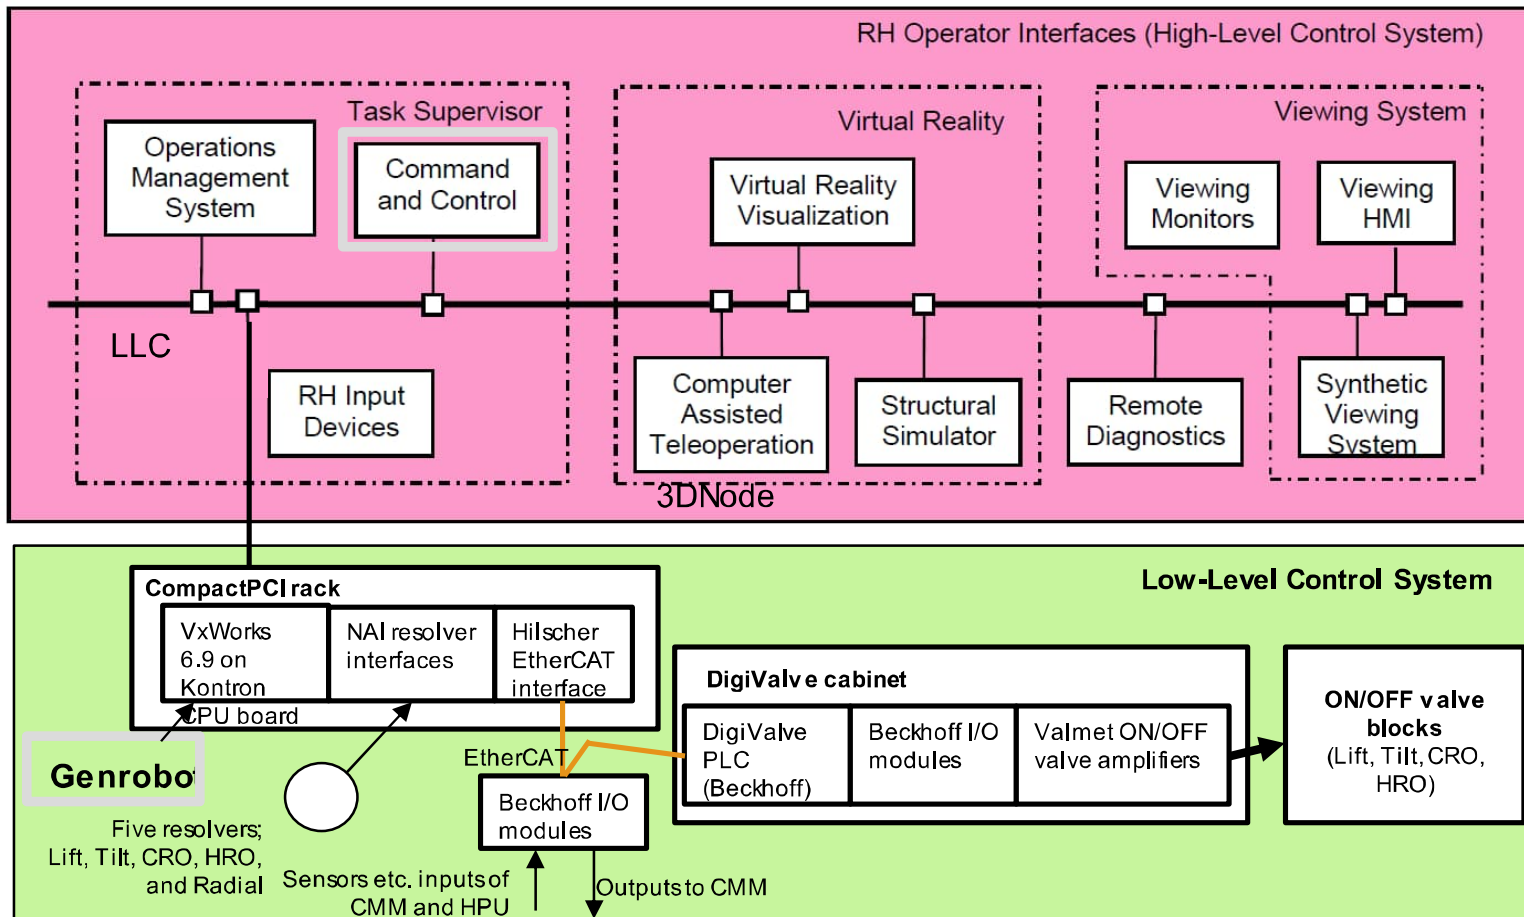 RH Operator Interfaces (High-Level Control System)
Task Supervisor
Operations
Management
System
Command
and Control
Virtual Reality
Virtual Reality
Visualization
Viewing System
Viewing
Monitors
Viewing
HMI
LLC
RH Input
Devices
Computer
Assisted
Teleoperation
Structural
Simulator
3DNode
Remote
Diagnostics
Synthetic
Viewing
System
Low-Level Control System
CompactPCI rack
VxWorks
6.9 on
Kontron
CPU board
NAI resolver
interfaces
Hilscher
EtherCAT
interface
Genrobot
Five resolvers;
Lift, Tilt, CRO, HRO,
and Radial
EtherCAT
Beckhoff I/O
modules
Sensors etc. inputs of
CMM and HPU
Outputs to CMM
DigiValve cabinet
DigiValve
PLC
(Beckhoff)
Beckhoff I/O
modules
Valmet ON/OFF
valve amplifiers
ON/OFF valve
blocks
(Lift, Tilt, CRO,
HRO)